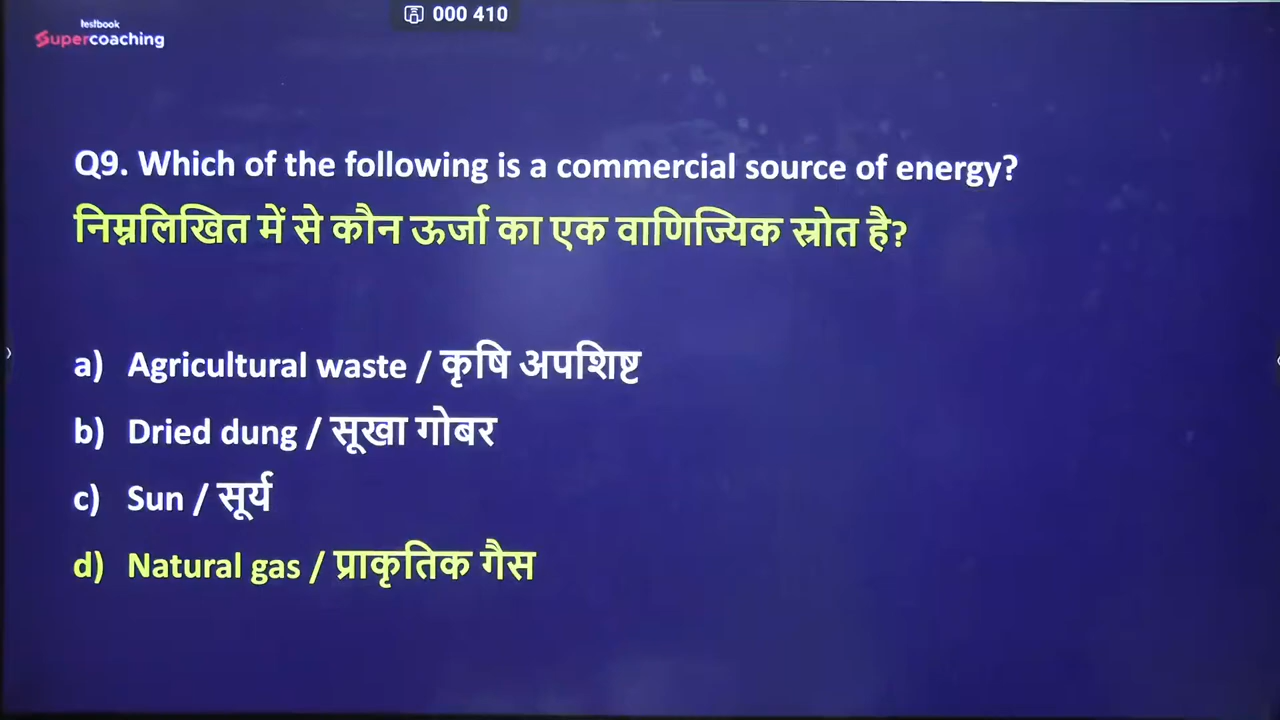 000 410
testbook
Supercoaching
Q9. Which of the following is a commercial source of energy?
निम्नलिखित में से कौन ऊर्जा का एक वाणिज्यिक स्रोत है?
a) Agricultural waste / कृषि अपशिष्ट
b) Dried dung / सूखा गोबर
c) Sun / सूर्य
d) Natural gas / प्राकृतिक गैस